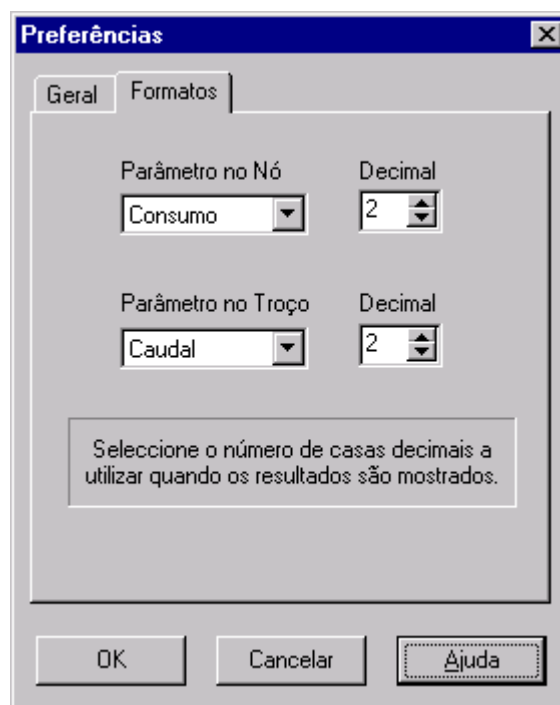 Preferências
Geral Formatos
Parâmetro no Nó Decimal
Consumo 2
Parâmetro no Troço Decimal
Caudal 2
Seleccione o número de casas decimais a
utilizar quando os resultados são mostrados.
OK Cancelar Ajuda